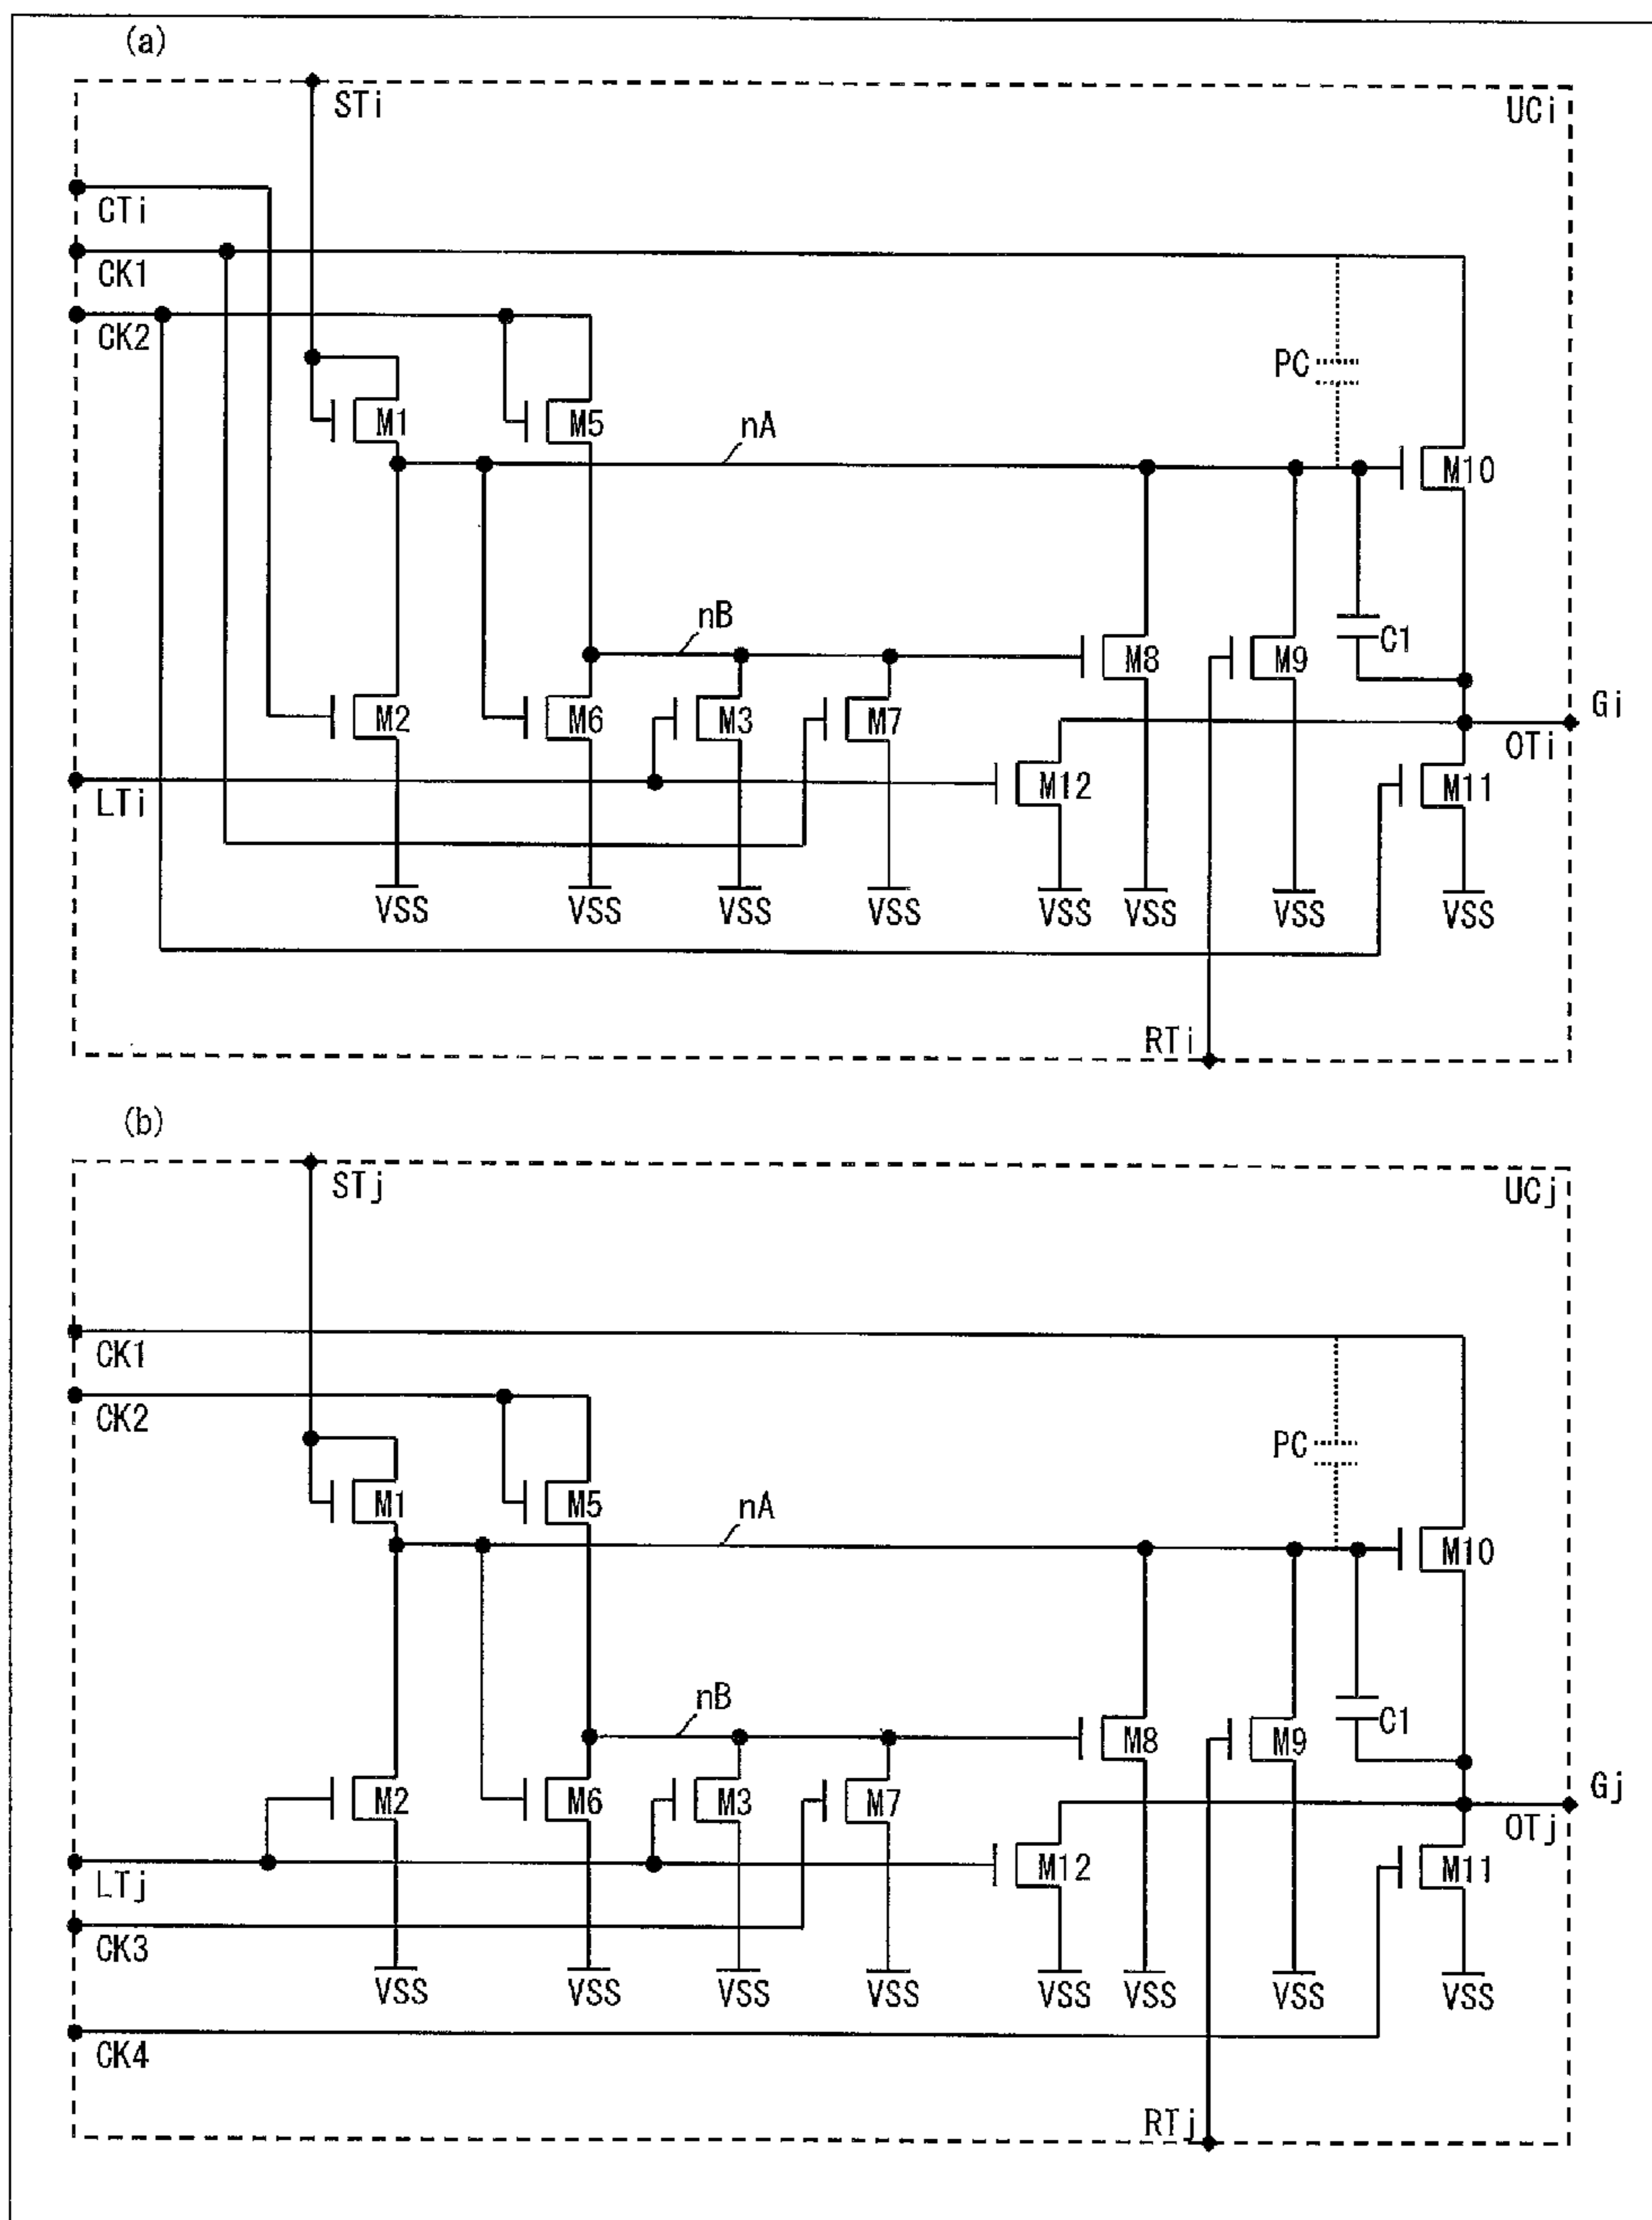 (a)
STi
UCi
CTi
CK1
CK2
PC
M1
M5
nA
M10
nB
C1
M8
M9
M2
M6
M3
M7
Gi
OTi
M12
M11
LTi
VSS
VSS
VSS
VSS
VSS
VSS
VSS
VSS
RTi
(b)
STj
UCj
CK1
CK2
PC
M1
M5
nA
M10
nB
C1
M8
M9
M2
M6
M3
M7
Gj
OTj
M12
M11
LTj
CK3
VSS
VSS
VSS
VSS
VSS
VSS
VSS
VSS
CK4
RTj